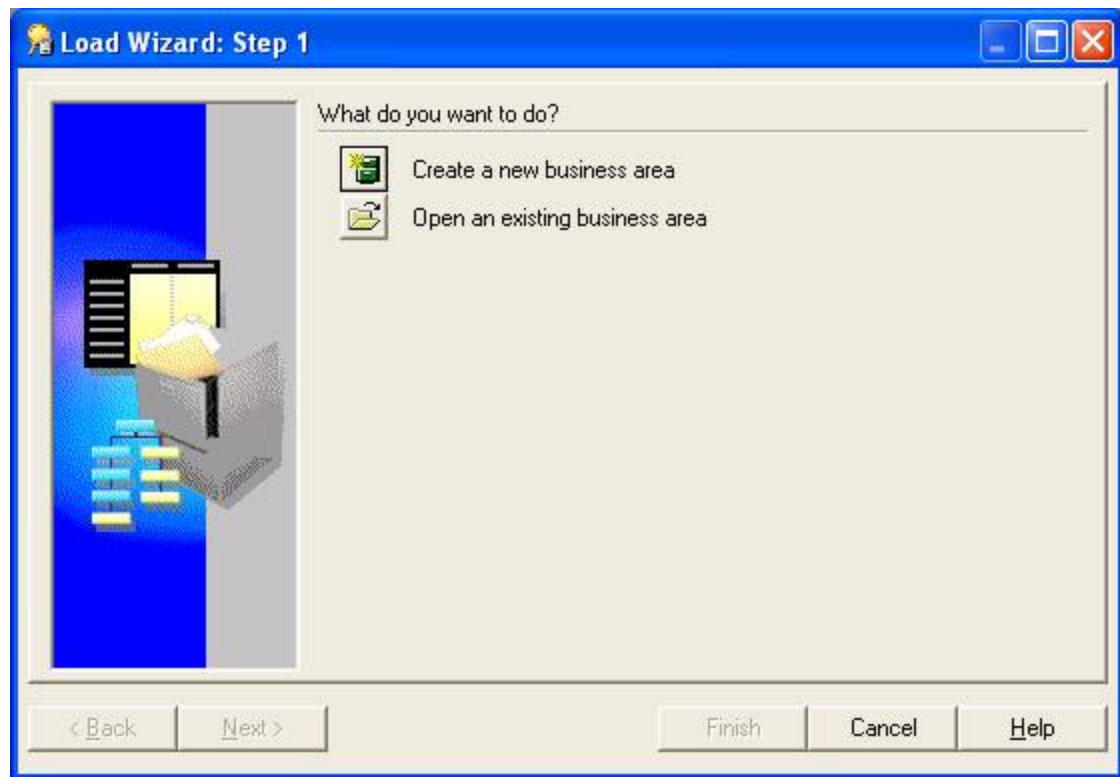 Load Wizard: Step 1
What do you want to do?
Create a new business area
Open an existing business area
< Back Next > Finish Cancel Help